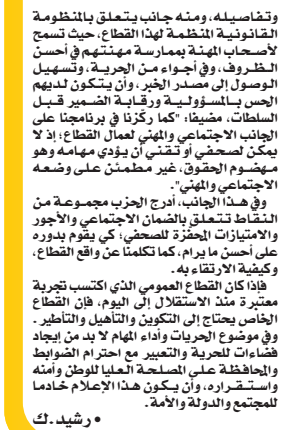 وتفاصيله، ومنه جانب يتعلق بالمنظومة
القانونية المنظمة لهذا القطاع، حيث تسمح
لأصحاب المهنة بممارسة مهنتهم في أحسن
الظروف، وفي أجواء من الحرية، وتسهيل
الوصول إلى مصدر الخبر، وأن يتكون لديهم
الحس بالمسؤولية ورقابة الضمير قبل
السلطات، مضيفا: "كما ركزنا في برنامجنا على
الجانب الاجتماعي والمهني لعمال القطاع؛ إذ لا
يمكن لصحفي أو تقني أن يؤدي مهامه وهو
مهضوم الحقوق، غير مطمئن على وضعه
الاجتماعي والمهني".
وفي هذا الجانب، أدرج الحزب مجموعة من
النقاط تتعلق بالضمان الاجتماعي والأجور
والامتيازات المحفزة للصحفي؛ كي يقوم بدوره
على أحسن ما يرام، كما تكلمنا عن واقع القطاع،
وكيفية الارتقاء به.
فإذا كان القطاع العمومي الذي اكتسب تجربة
معتبرة منذ الاستقلال إلى اليوم، فإن القطاع
الخاص يحتاج إلى التكوين والتأهيل والتأطير.
وفي موضوع الحريات وأداء المهام لا بد من إيجاد
فضاءات للحرية والتعبير مع احترام الضوابط
والمحافظة على المصلحة العليا للوطن وأمنه
واستقراره، وأن يكون هذا الإعلام خادما
للمجتمع والدولة والأمة.
• رشيد.ك